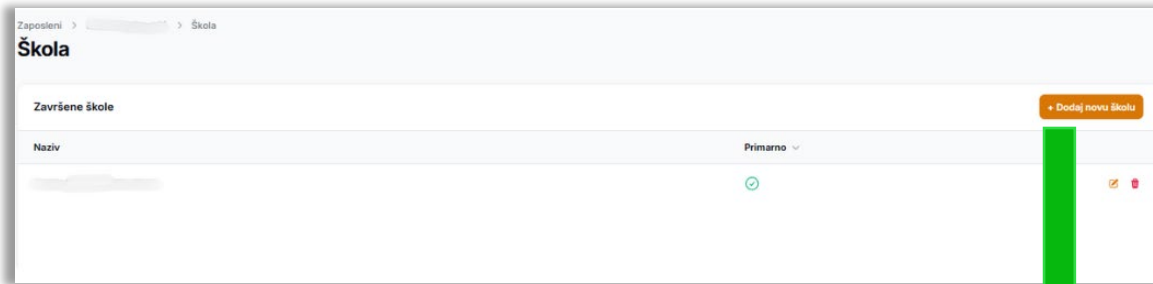 Zaposleni > > Škola
Škola
Završene škole
+ Dodaj novu školu
Naziv Primarno